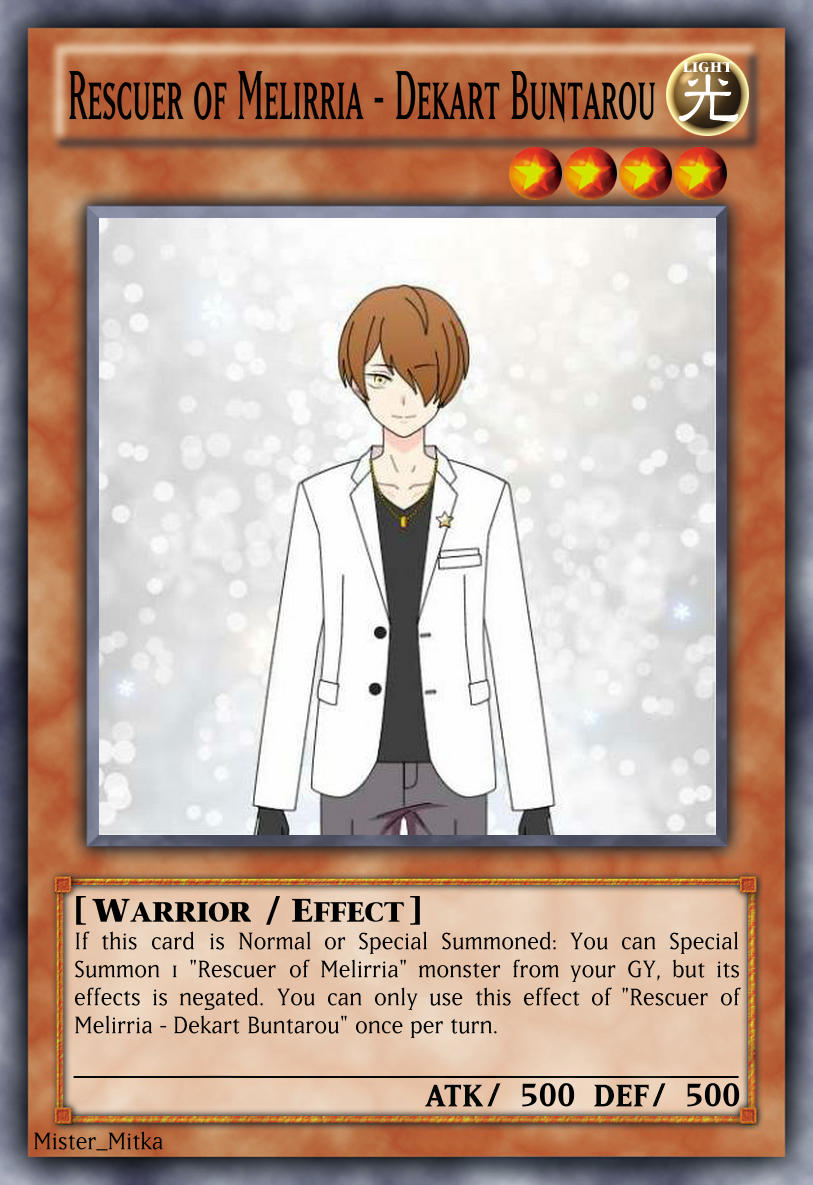 Rescuer of Melirria - Dekart Buntarou
LIGHT
光
[ Warrior / Effect ]
If this card is Normal or Special Summoned: You can Special
Summon 1 "Rescuer of Melirria" monster from your GY, but its
effects is negated. You can only use this effect of "Rescuer of
Melirria - Dekart Buntarou" once per turn.
ATK/ 500 DEF/ 500
Mister_Mitka